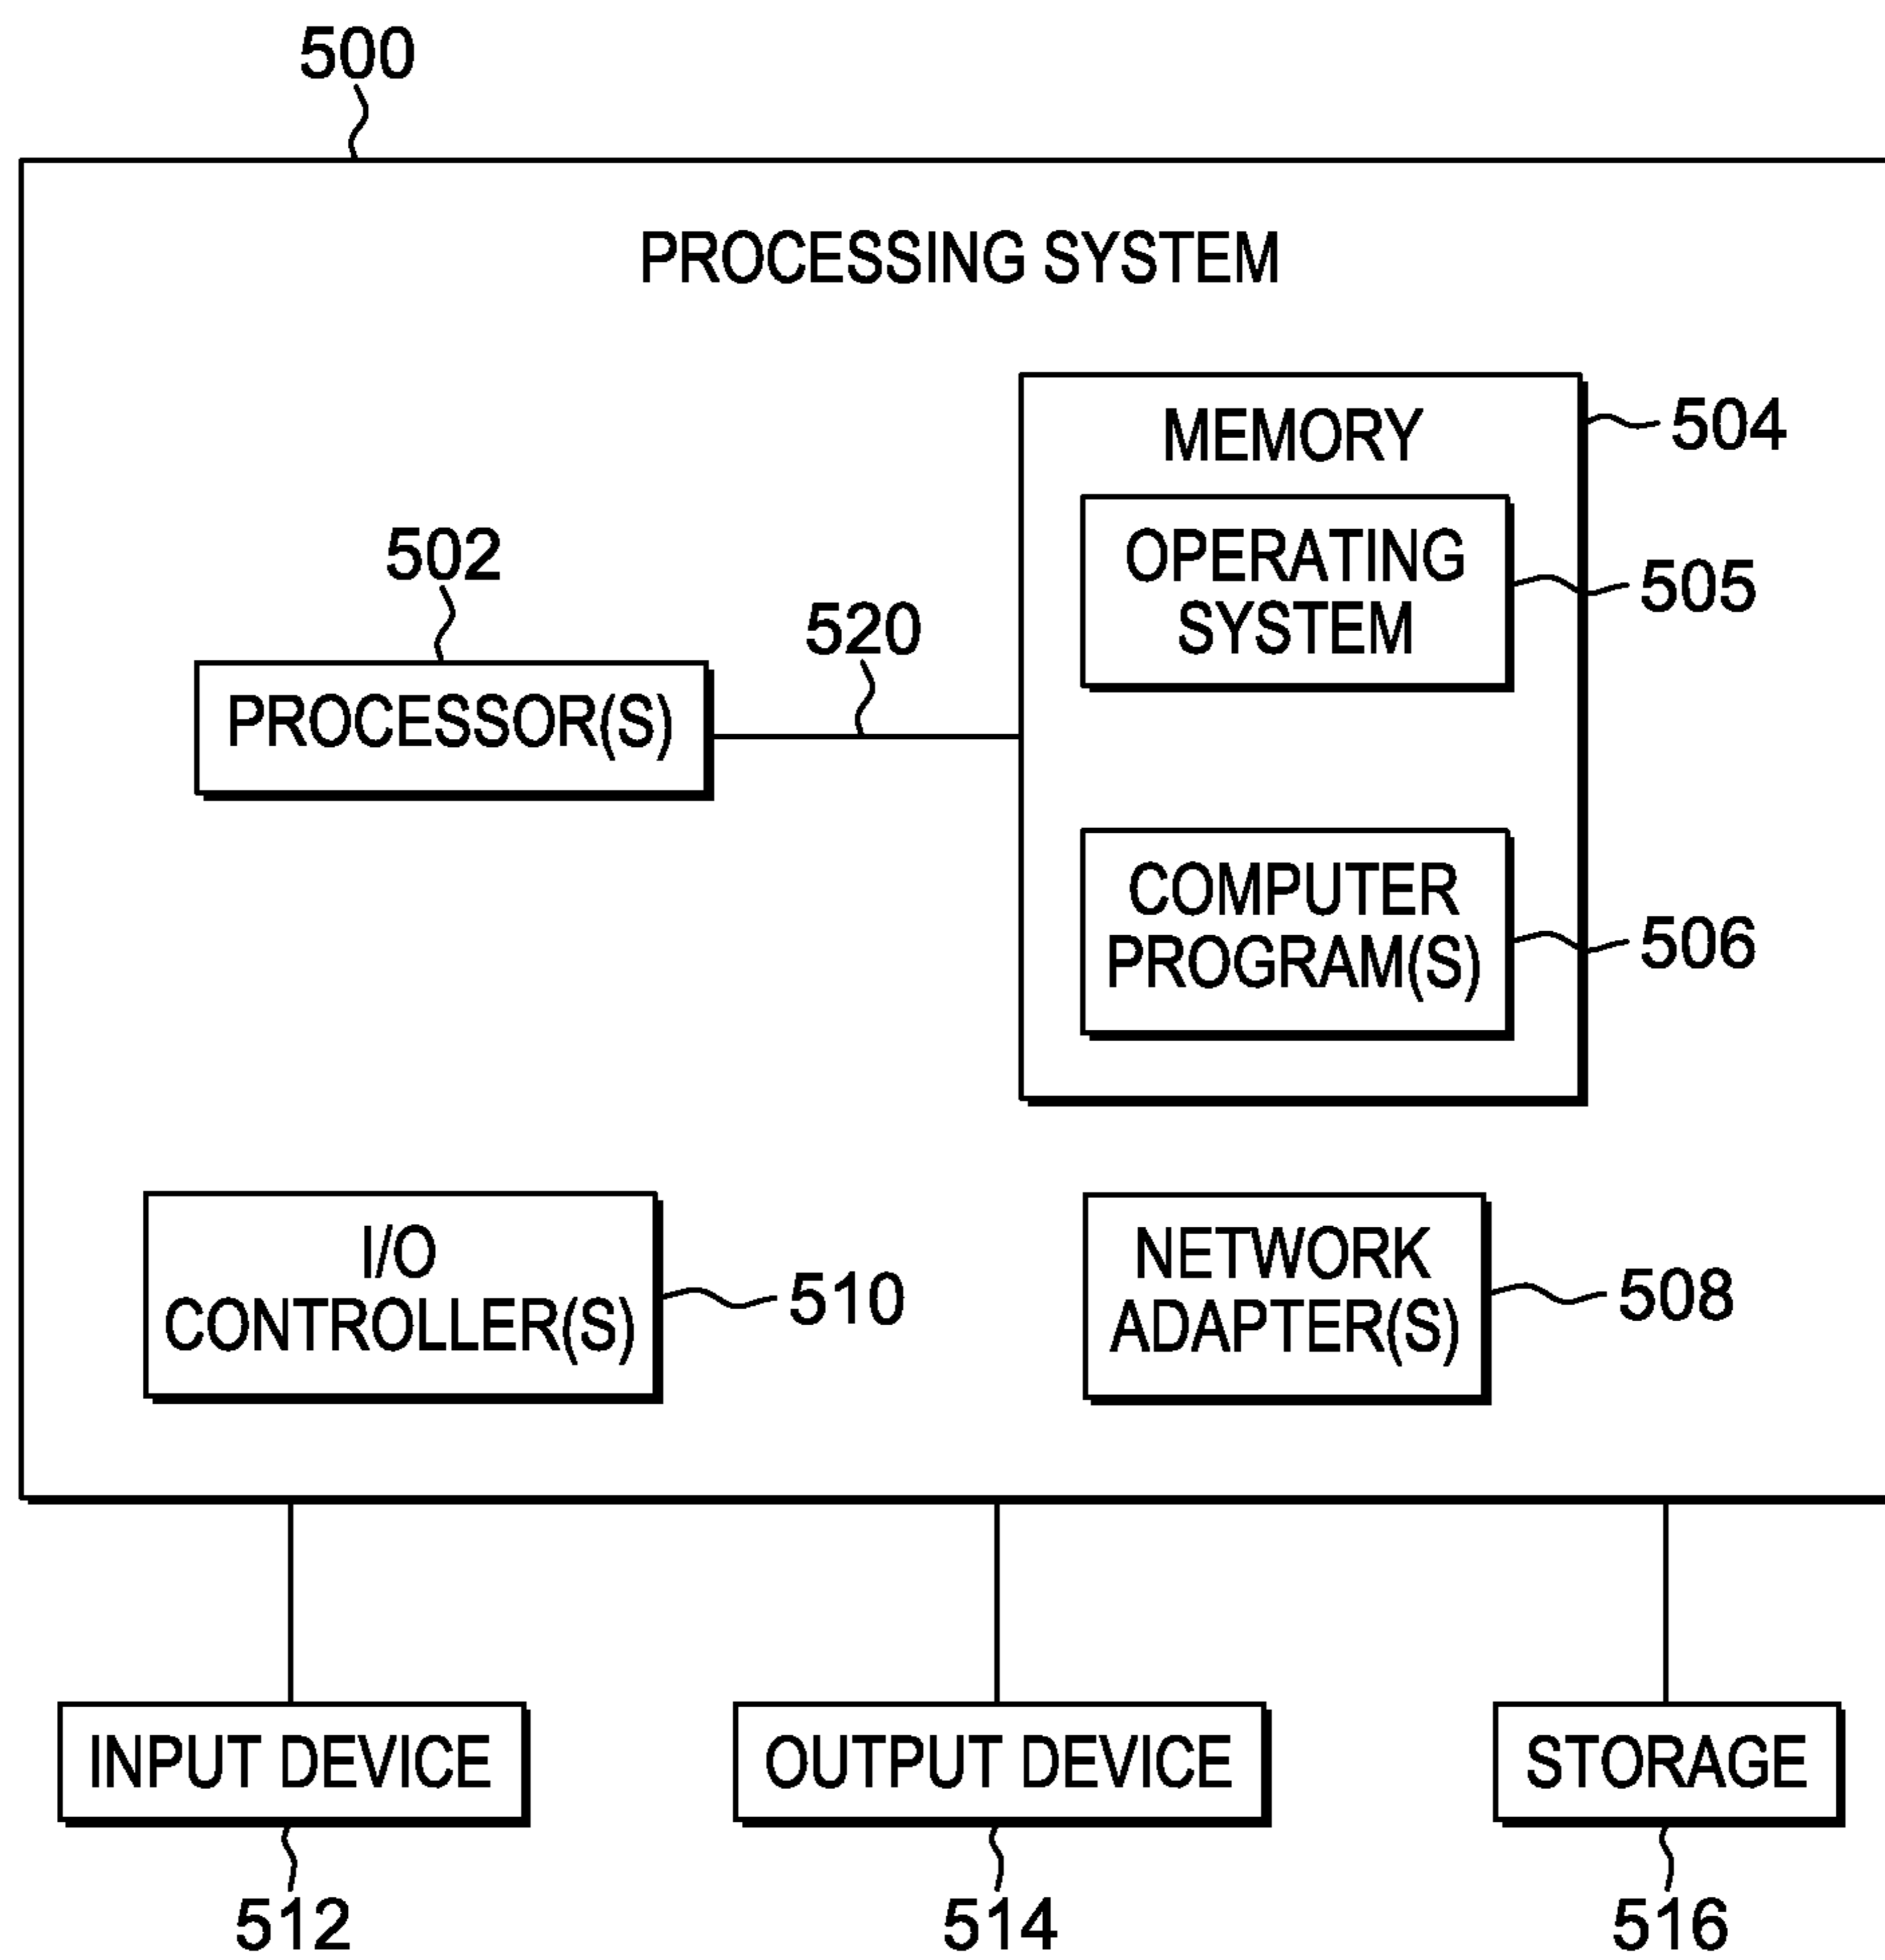 500
PROCESSING SYSTEM
MEMORY
504
OPERATING
SYSTEM
505
502
520
PROCESSOR(S)
COMPUTER
PROGRAM(S)
506
I/O
CONTROLLER(S)
510
NETWORK
ADAPTER(S)
508
INPUT DEVICE
OUTPUT DEVICE
STORAGE
512
514
516